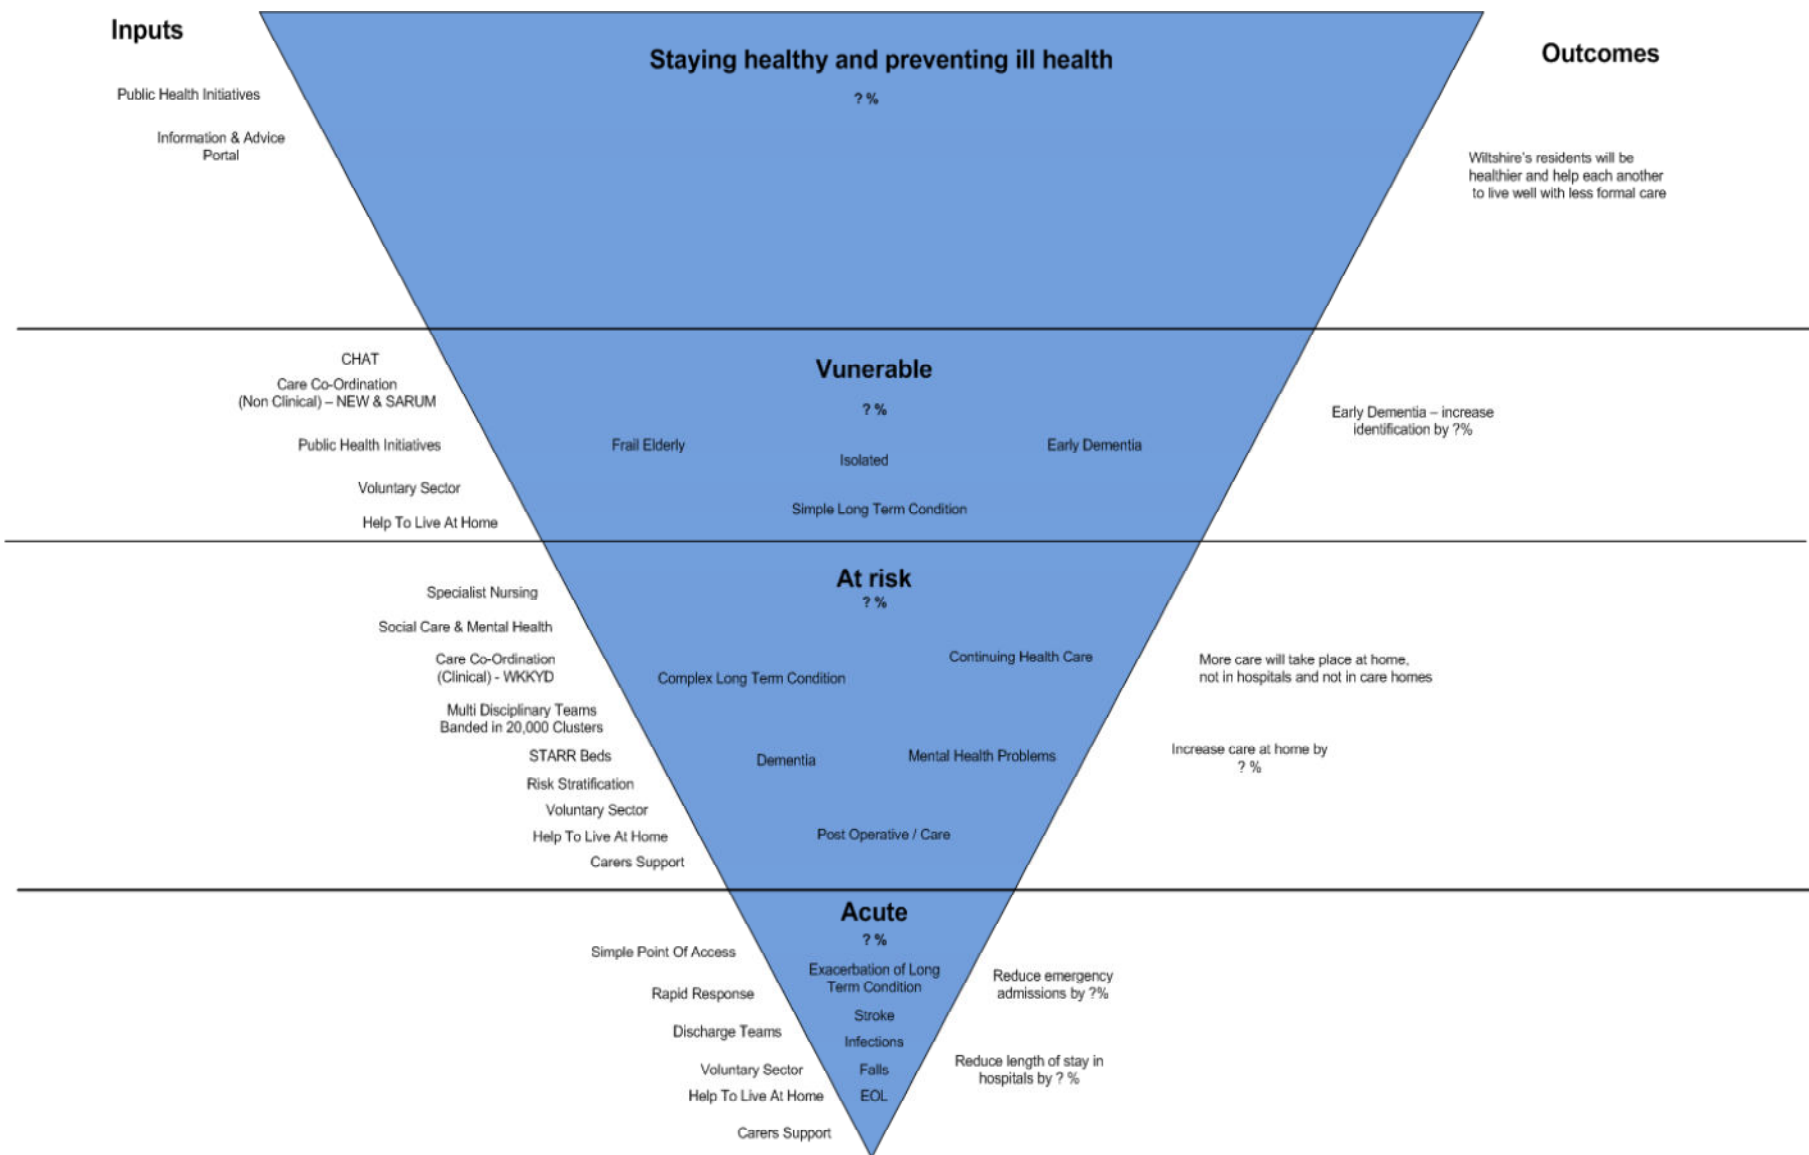 Inputs
Staying healthy and preventing ill health
Outcomes
? %
Public Health Initiatives
Information & Advice
Portal
Wiltshire's residents will be
healthier and help each another
to live well with less formal care
CHAT
Care Co-Ordination
(Non Clinical) – NEW & SARUM
Public Health Initiatives
Voluntary Sector
Help To Live At Home
Vunerable
? %
Frail Elderly
Isolated
Early Dementia
Simple Long Term Condition
Early Dementia – increase
identification by ?%
Specialist Nursing
Social Care & Mental Health
Care Co-Ordination
(Clinical) - WKKYD
Multi Disciplinary Teams
Banded in 20,000 Clusters
STARR Beds
Risk Stratification
Voluntary Sector
Help To Live At Home
Carers Support
At risk
? %
Continuing Health Care
Complex Long Term Condition
Dementia
Mental Health Problems
Post Operative / Care
More care will take place at home,
not in hospitals and not in care homes
Increase care at home by
? %
Simple Point Of Access
Rapid Response
Discharge Teams
Voluntary Sector
Help To Live At Home
Carers Support
Acute
? %
Exacerbation of Long
Term Condition
Stroke
Infections
Falls
EOL
Reduce emergency
admissions by ?%
Reduce length of stay in
hospitals by ? %